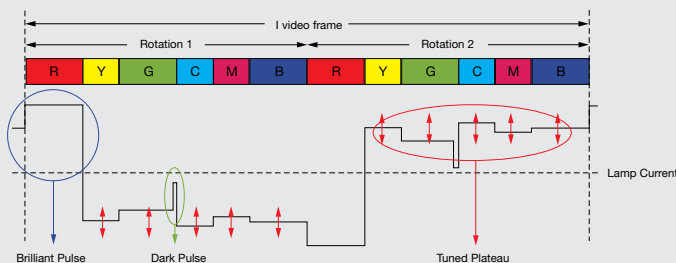 I video frame
Rotation 1 Rotation 2
R Y G C M B R Y G C M B
Lamp Current
Brilliant Pulse Dark Pulse Tuned Plateau